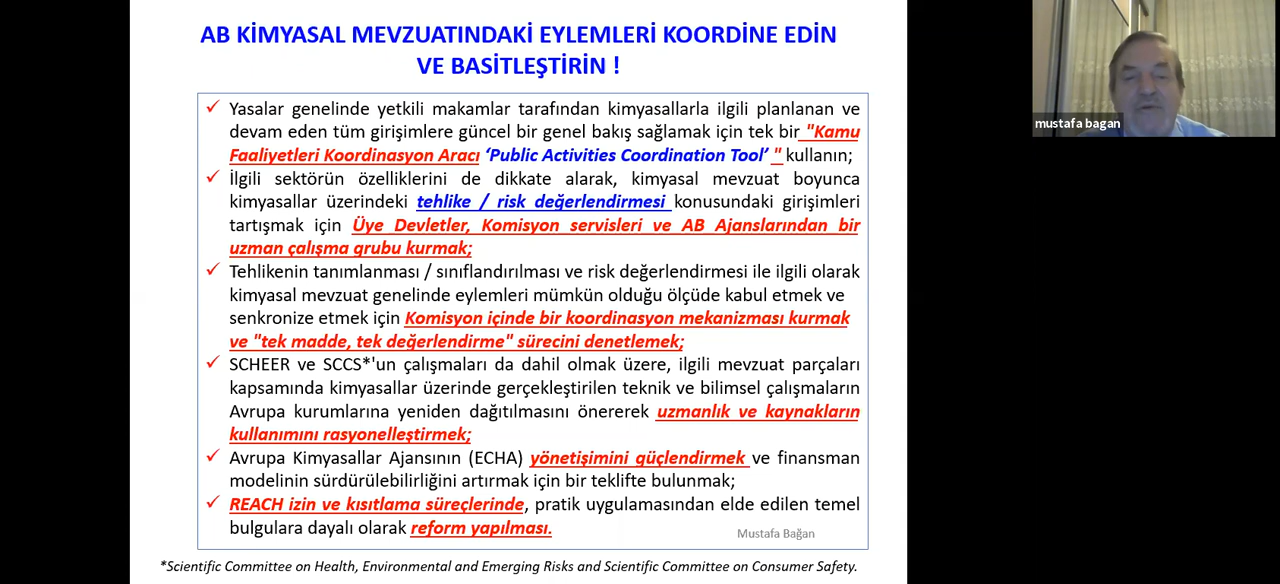 AB KİMYASAL MEVZUATINDAKİ EYLEMLERİ KOORDİNE EDİN
VE BASİTLEŞTİRİN !
✓ Yasalar genelinde yetkili makamlar tarafından kimyasallarla ilgili planlanan ve
devam eden tüm girişimlere güncel bir genel bakış sağlamak için tek bir "Kamu
Faaliyetleri Koordinasyon Aracı ‘Public Activities Coordination Tool’ " kullanın;
✓ İlgili sektörün özelliklerini de dikkate alarak, kimyasal mevzuat boyunca
kimyasallar üzerindeki tehlike / risk değerlendirmesi konusundaki girişimleri
tartışmak için Üye Devletler, Komisyon servisleri ve AB Ajanslarından bir
uzman çalışma grubu kurmak;
✓ Tehlikenin tanımlanması / sınıflandırılması ve risk değerlendirmesi ile ilgili olarak
kimyasal mevzuat genelinde eylemleri mümkün olduğu ölçüde kabul etmek ve
senkronize etmek için Komisyon içinde bir koordinasyon mekanizması kurmak
ve "tek madde, tek değerlendirme" sürecini denetlemek;
✓ SCHEER ve SCCS*'un çalışmaları da dahil olmak üzere, ilgili mevzuat parçaları
kapsamında kimyasallar üzerinde gerçekleştirilen teknik ve bilimsel çalışmaların
Avrupa kurumlarına yeniden dağıtılmasını önererek uzmanlık ve kaynakların
kullanımını rasyonelleştirmek;
✓ Avrupa Kimyasallar Ajansının (ECHA) yönetişimini güçlendirmek ve finansman
modelinin sürdürülebilirliğini artırmak için bir teklifte bulunmak;
✓ REACH izin ve kısıtlama süreçlerinde, pratik uygulamasından elde edilen temel
bulgulara dayalı olarak reform yapılması.
Mustafa Bağan
*Scientific Committee on Health, Environmental and Emerging Risks and Scientific Committee on Consumer Safety.
mustafa bagan